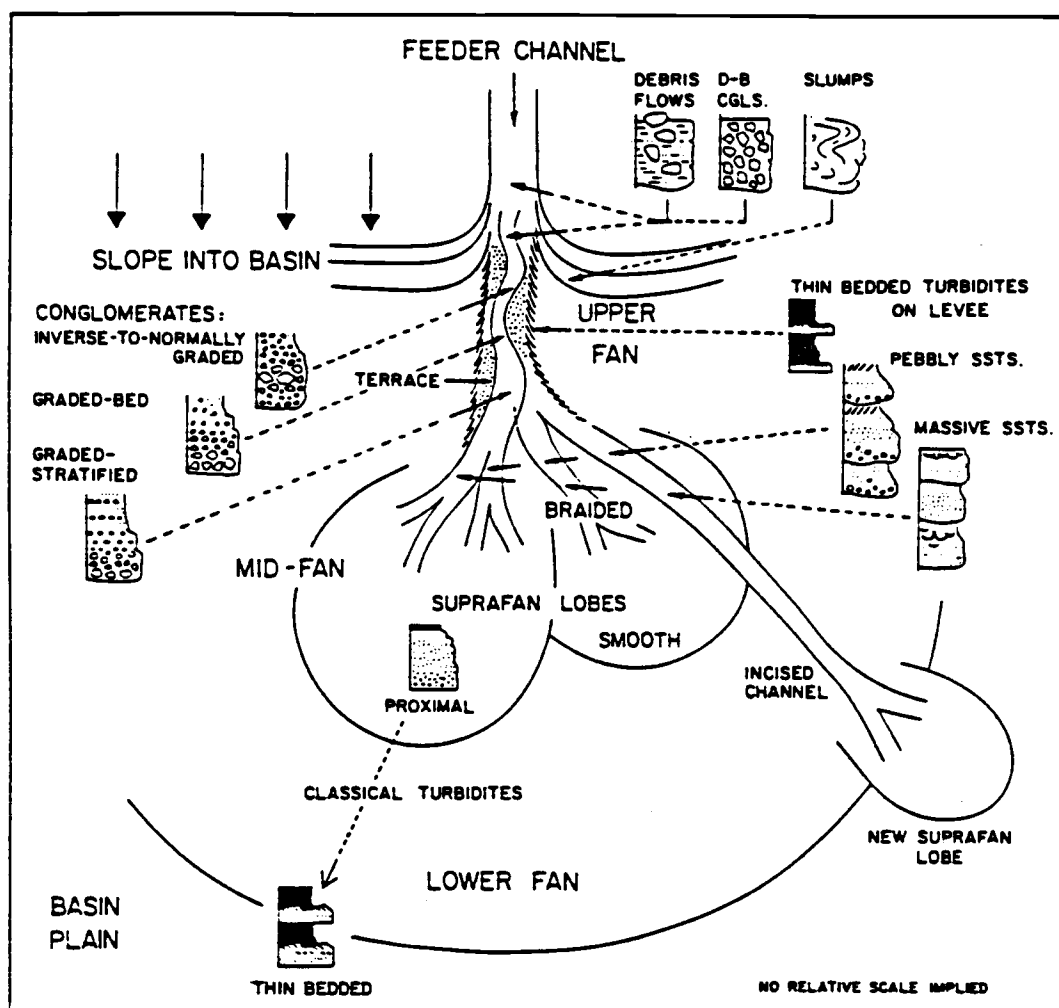 FEEDER CHANNEL
DEBRIS
FLOWS
D-B
CGLS.
SLUMPS
SLOPE INTO BASIN
CONGLOMERATES:
INVERSE-TO-NORMALLY
GRADED
GRADED-BED
GRADED-
STRATIFIED
TERRACE
UPPER
FAN
THIN BEDDED TURBIDITES
ON LEVEE
PEBBLY SSTS.
MASSIVE SSTS.
BRAIDED
MID-FAN
SUPRAFAN LOBES
SMOOTH
PROXIMAL
INCISED
CHANNEL
CLASSICAL TURBIDITES
NEW SUPRAFAN
LOBE
LOWER FAN
BASIN
PLAIN
THIN BEDDED
NO RELATIVE SCALE IMPLIED